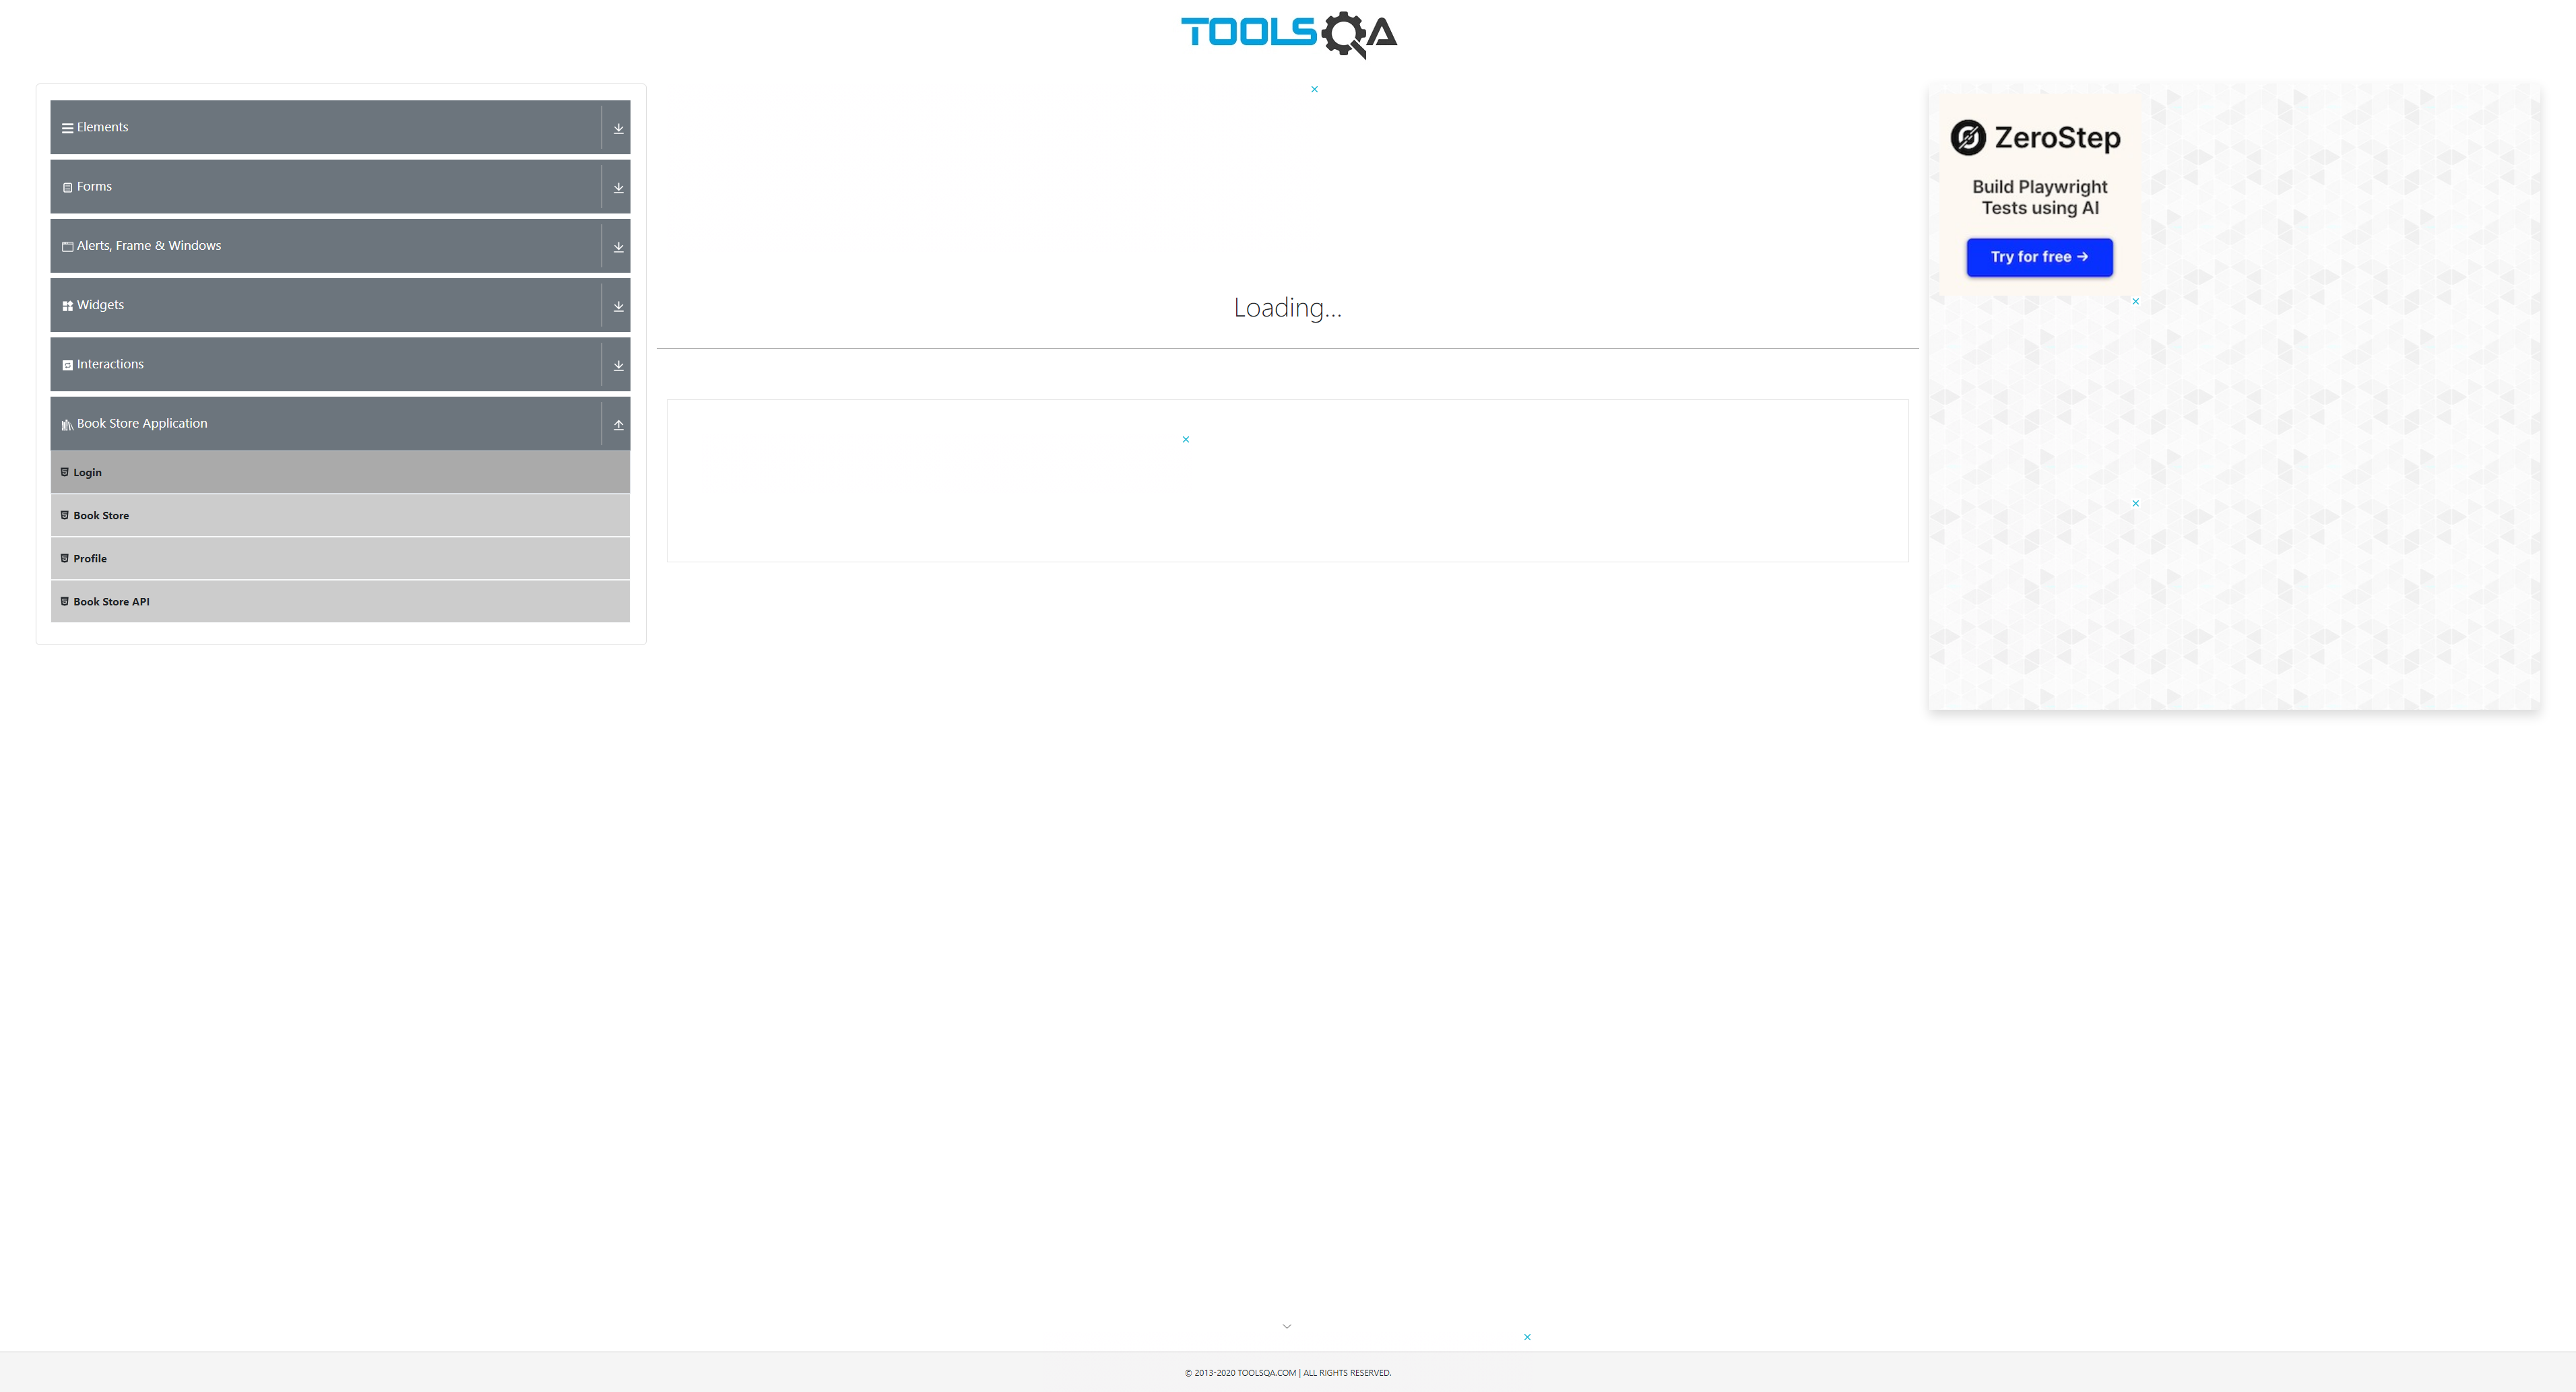 TOOLSQA
Elements
Forms
Alerts, Frame & Windows
Widgets
Interactions
Book Store Application
Login
Book Store
Profile
Book Store API
Loading...
ZeroStep
Build Playwright
Tests using AI
Try for free →
© 2013-2020 TOOLSQA.COM | ALL RIGHTS RESERVED.